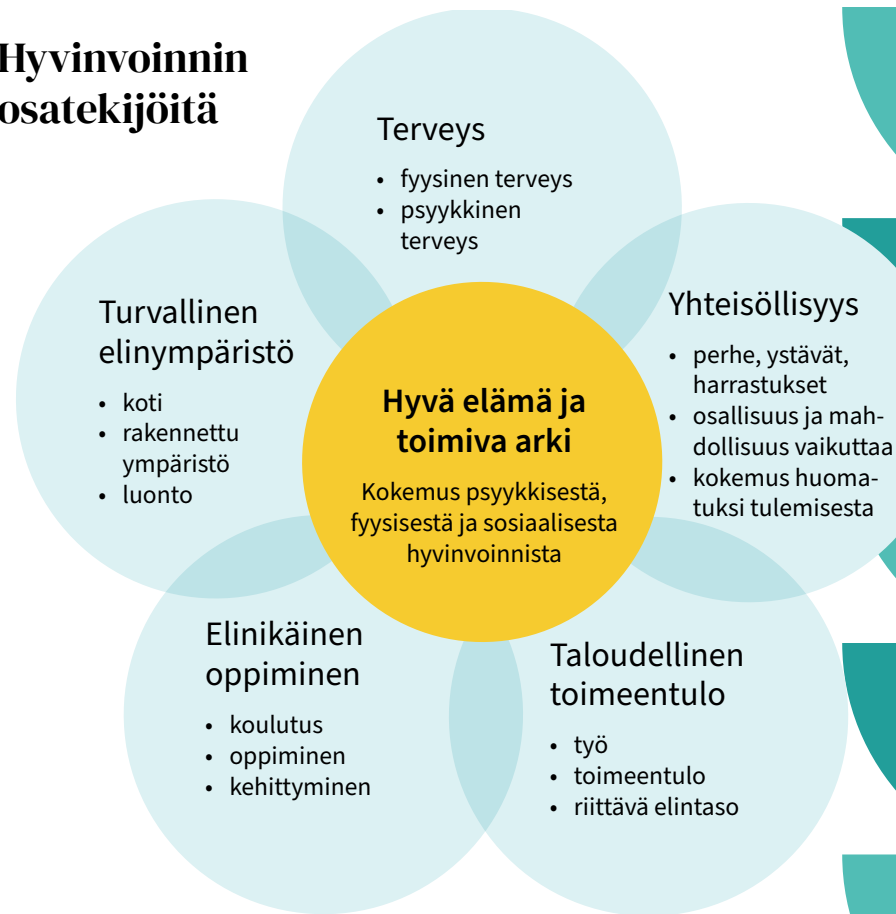 Hyvinvoinnin
osatekijöitä
Terveys
• fyysinen terveys
• psyykkinen
terveys
Yhteisöllisyys
• perhe, ystävät,
harrastukset
• osallisuus ja mah-
dollisuus vaikuttaa
• kokemus huoma-
tuksi tulemisesta
Turvallinen
elinympäristö
• koti
• rakennettu
ympäristö
• luonto
Hyvä elämä ja
toimiva arki
Kokemus psyykkisestä,
fyysisestä ja sosiaalisesta
hyvinvoinnista
Elinikäinen
oppiminen
• koulutus
• oppiminen
• kehittyminen
Taloudellinen
toimeentulo
• työ
• toimeentulo
• riittävä elintaso